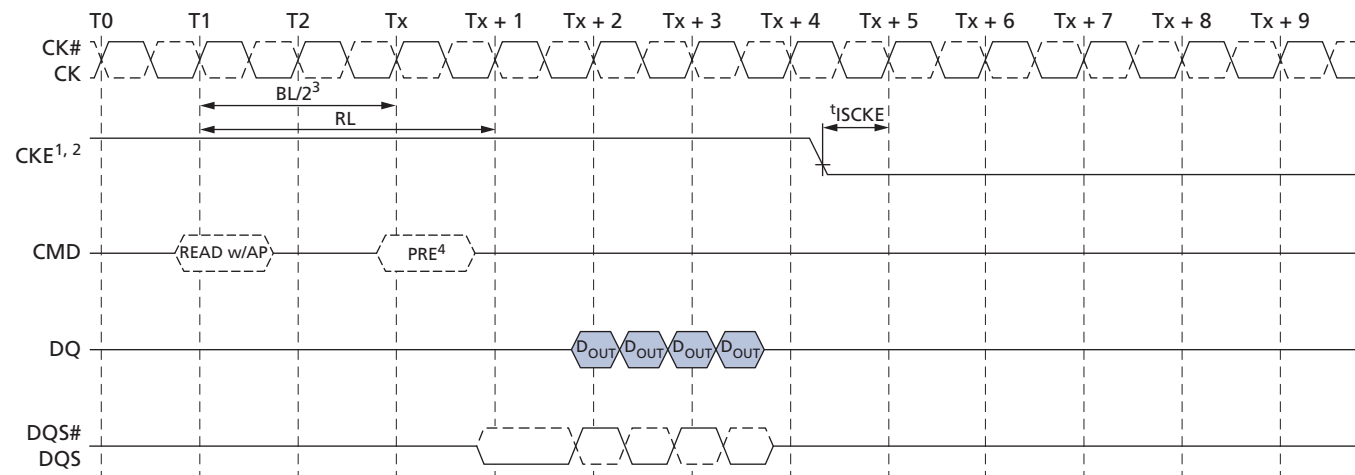 T0 T1 T2 Tx Tx + 1 Tx + 2 Tx + 3 Tx + 4 Tx + 5 Tx + 6 Tx + 7 Tx + 8 Tx + 9
CK#
CK
BL/2³
RL
tISCKE
CKE1, 2
CMD READ w/AP PRE⁴
DQ DOUT DOUT DOUT DOUT
DQS#
DQS